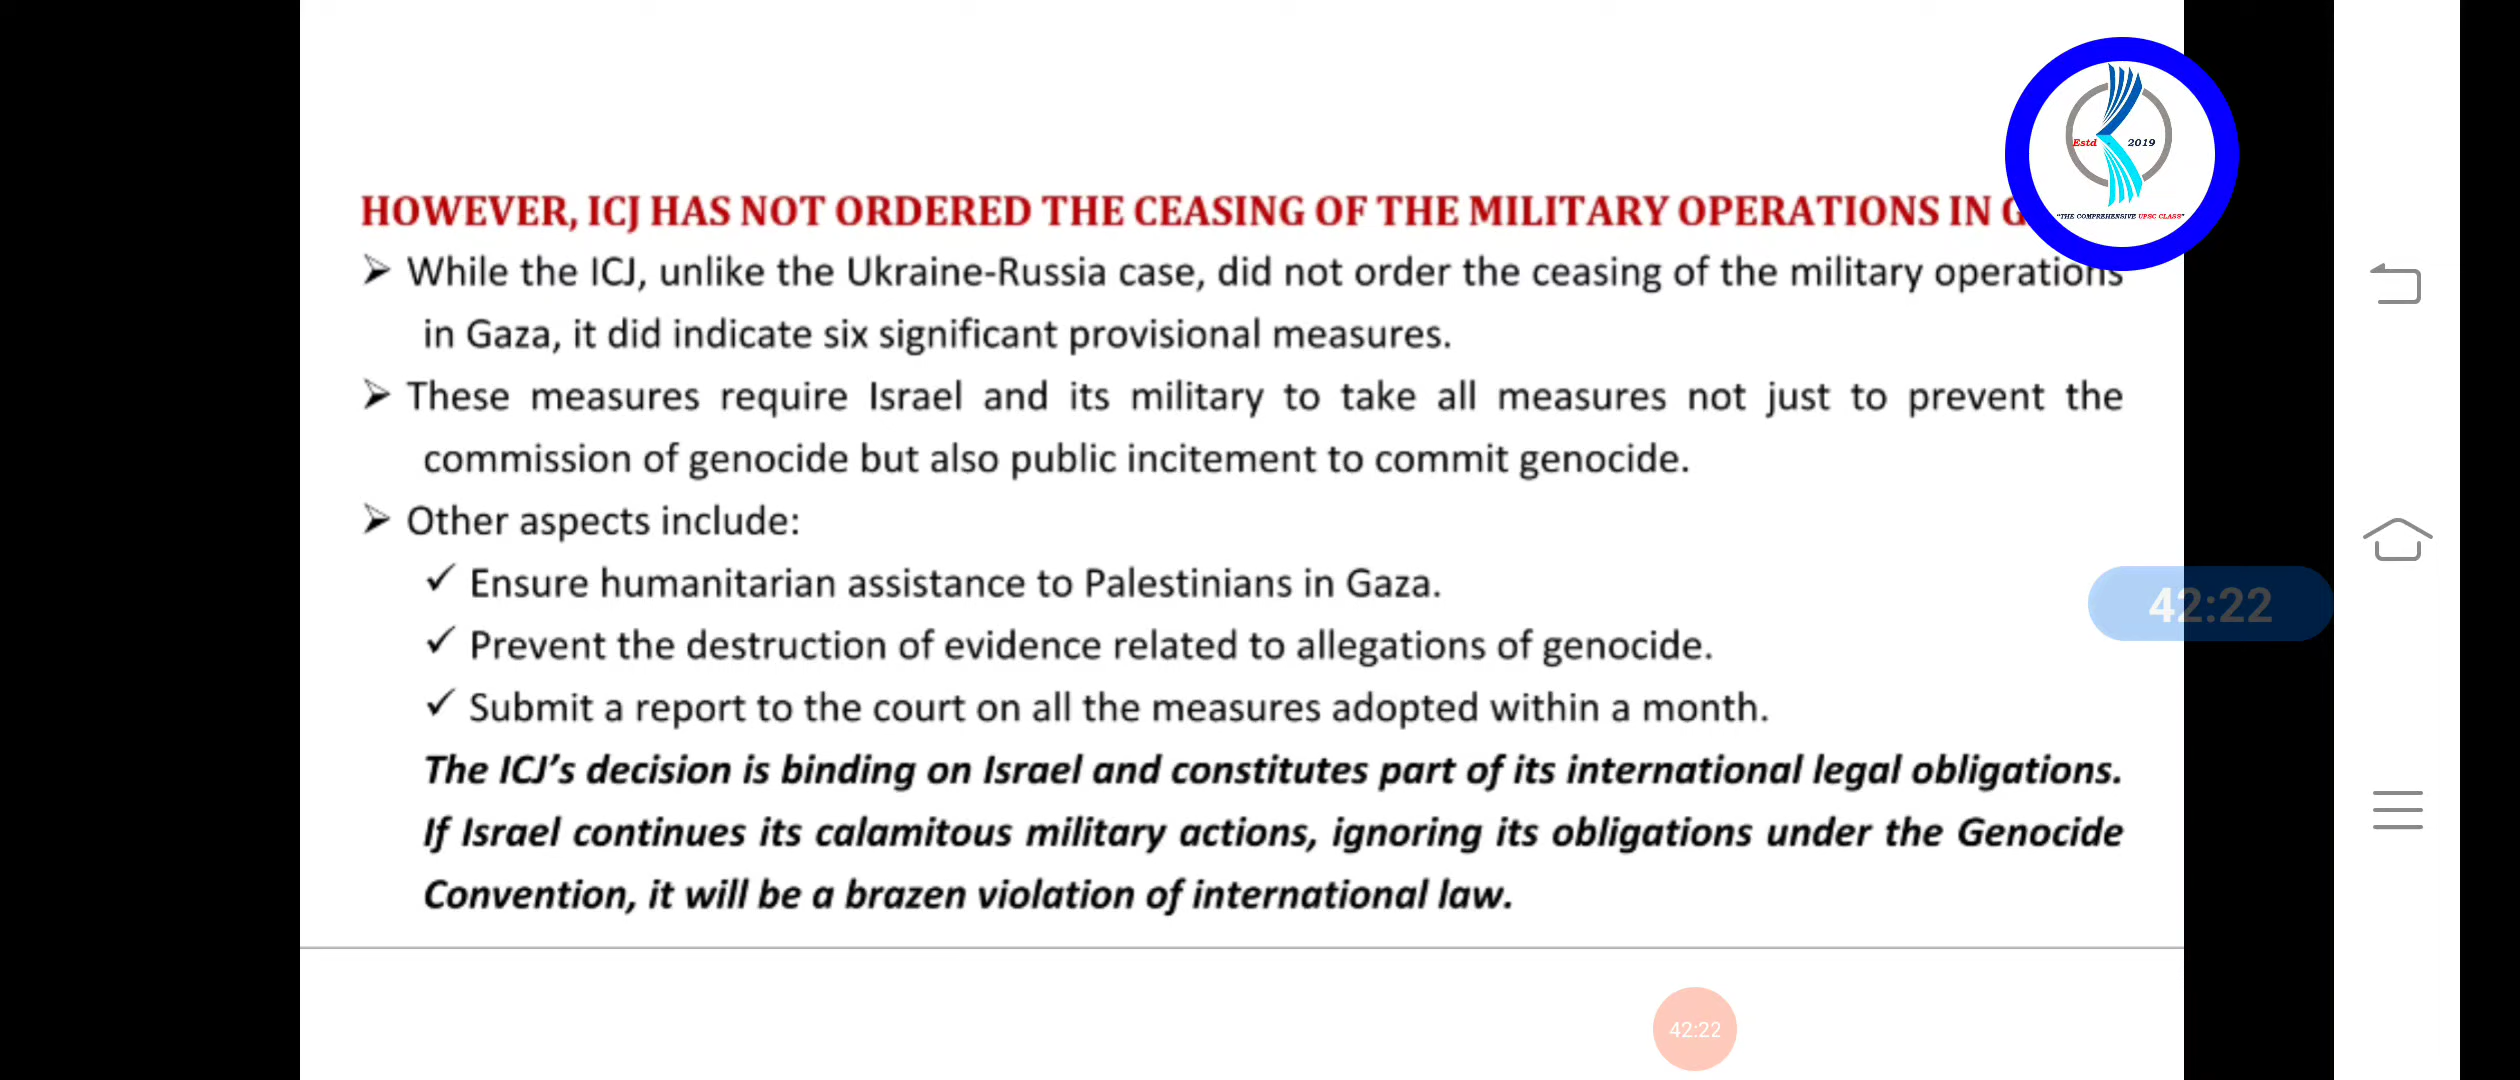 HOWEVER, ICJ HAS NOT ORDERED THE CEASING OF THE MILITARY OPERATIONS IN G
➢ While the ICJ, unlike the Ukraine-Russia case, did not order the ceasing of the military operations
in Gaza, it did indicate six significant provisional measures.
➢ These measures require Israel and its military to take all measures not just to prevent the
commission of genocide but also public incitement to commit genocide.
➢ Other aspects include:
✓ Ensure humanitarian assistance to Palestinians in Gaza.
✓ Prevent the destruction of evidence related to allegations of genocide.
✓ Submit a report to the court on all the measures adopted within a month.
The ICJ’s decision is binding on Israel and constitutes part of its international legal obligations.
If Israel continues its calamitous military actions, ignoring its obligations under the Genocide
Convention, it will be a brazen violation of international law.
Estd 2019
"THE COMPREHENSIVE UPSC CLASS"
42:22
42:22